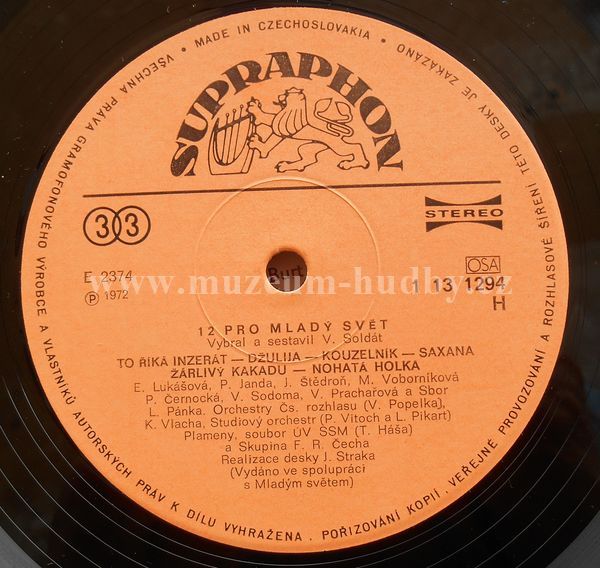 VŠECHNA PRÁVA GRAMOFONOVÉHO VÝROBCE A VLASTNÍKŮ AUTORSKÝCH PRÁV K DÍLU VYHRAŽENA · POŘIZOVÁNÍ KOPIÍ · VEŘEJNÉ PROVOZOVÁNÍ A ROZHLASOVÉ ŠÍŘENÍ TÉTO DESKY JE ZAKÁZÁNO · MADE IN CZECHOSLOVAKIA ·
SUPRAPHON
33
STEREO
E 2374
Ⓟ 1972
OSA
1 13 1294
H
Burt
www.muzeum-hudby.cz
12 PRO MLADÝ SVĚT
Vybral a sestavil V. Soldát
TO ŘÍKÁ INZERÁT — DŽULIJA — KOUZELNÍK — SAXANA
ŽÁRLIVÝ KAKADU — NOHATÁ HOLKA
E. Lukášová, P. Janda, J. Štědroň, M. Voborníková
P. Černocká, V. Sodoma, V. Prachařová a Sbor
L. Pánka. Orchestry Čs. rozhlasu (V. Popelka),
K. Vlacha, Studiový orchestr (P. Vitoch a L. Pikart)
Plameny, soubor ÚV SSM (T. Háša)
a Skupina F. R. Čecha
Realizace desky J. Straka
(Vydáno ve spolupráci
s Mladým světem)